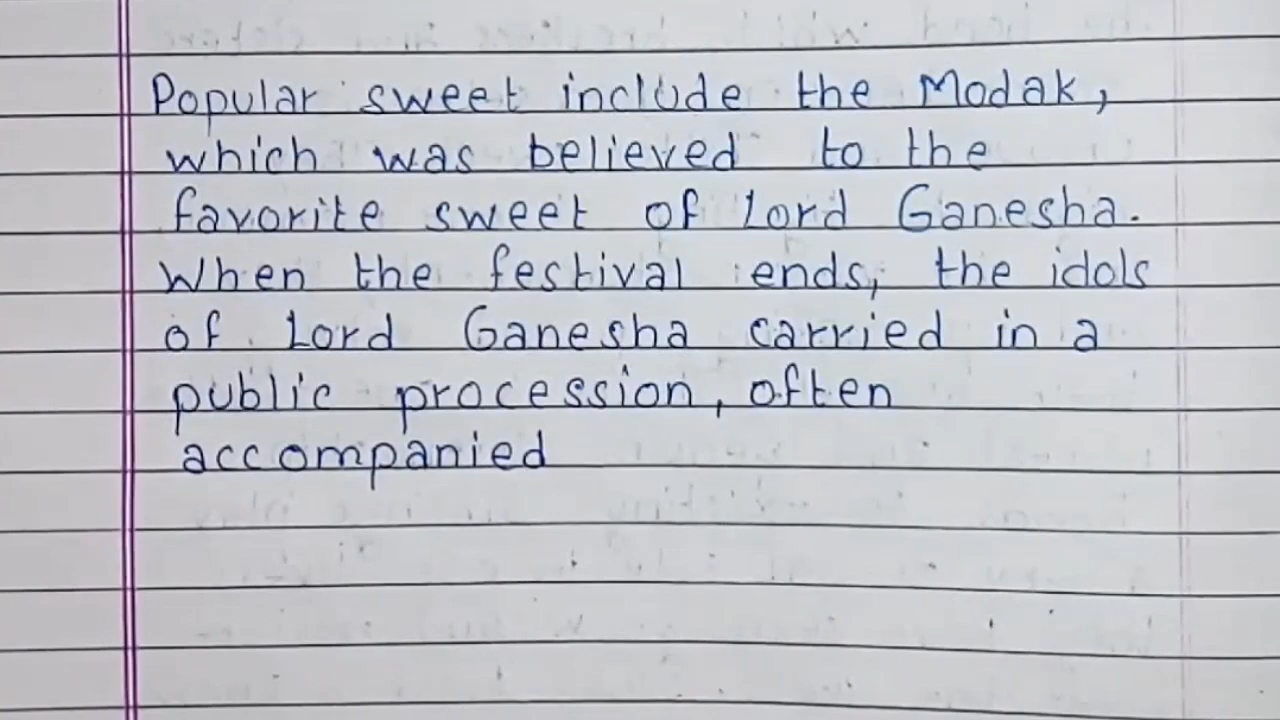 Popular sweet include the Modak,
which was believed to the
favorite sweet of Lord Ganesha.
When the festival ends, the idols
of Lord Ganesha carried in a
public procession, often
accompanied